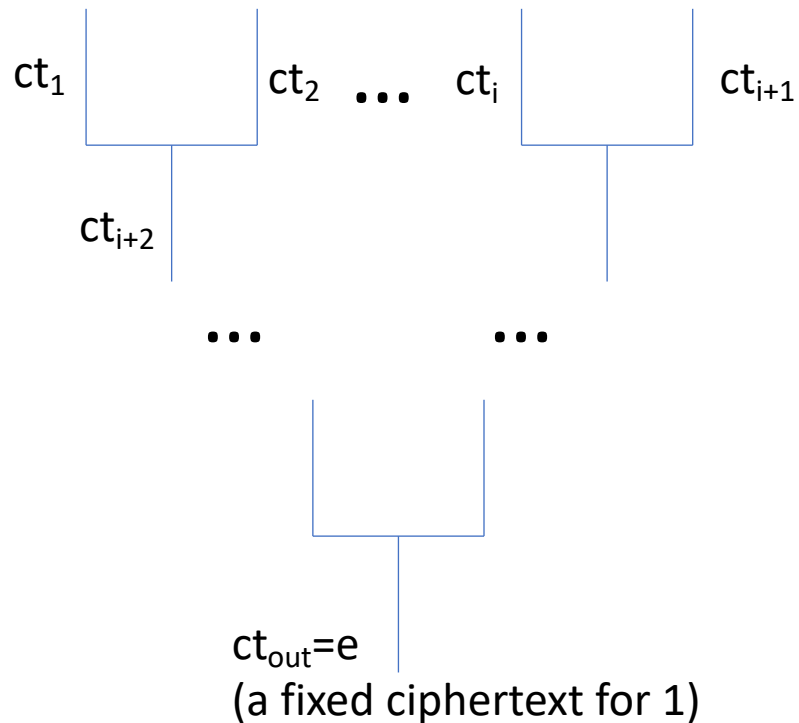 ct₁ ct₂ ... ctᵢ ctᵢ₊₁
ctᵢ₊₂
... ...
ctₒᵤₜ=e
(a fixed ciphertext for 1)